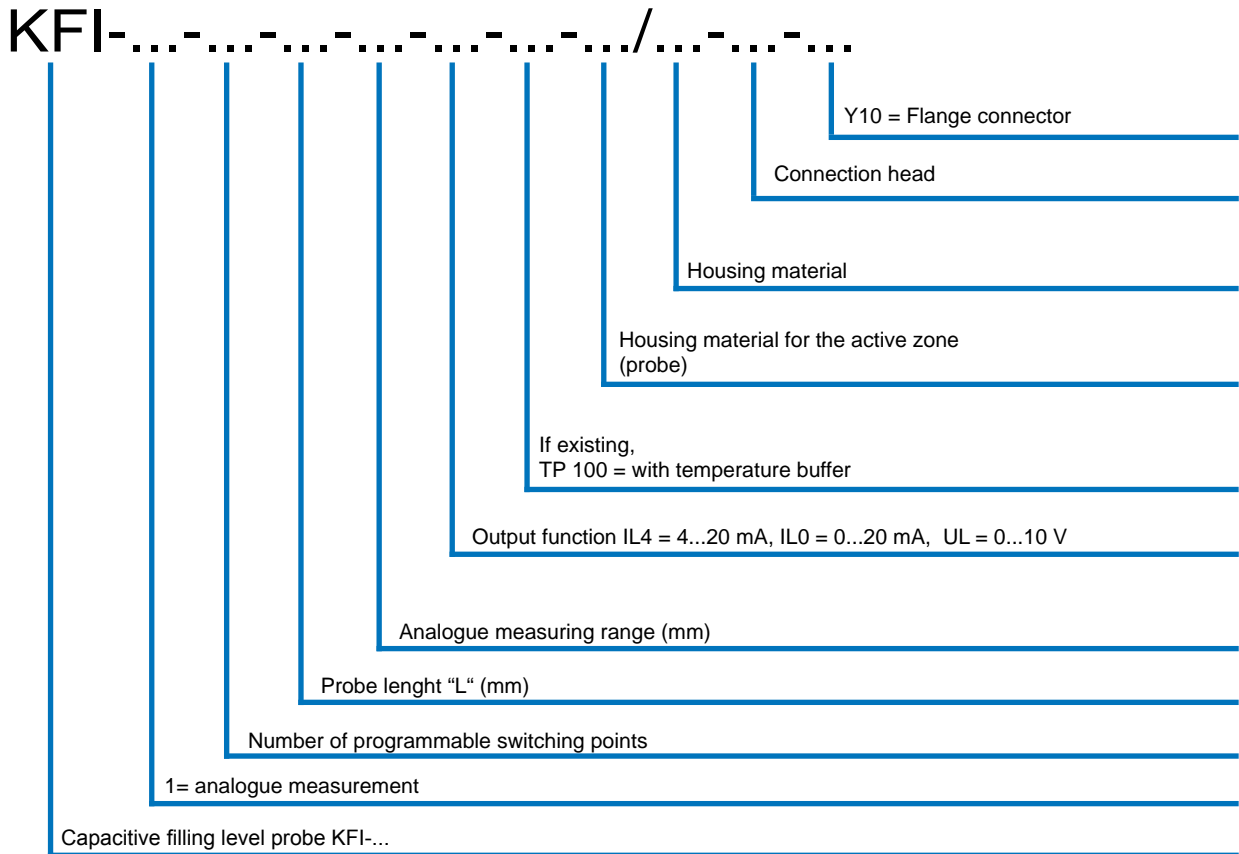 KFI-...-...-...-...-...-...-.../...-...-...
Y10 = Flange connector
Connection head
Housing material
Housing material for the active zone
(probe)
If existing,
TP 100 = with temperature buffer
Output function IL4 = 4...20 mA, IL0 = 0...20 mA, UL = 0...10 V
Analogue measuring range (mm)
Probe lenght “L“ (mm)
Number of programmable switching points
1= analogue measurement
Capacitive filling level probe KFI-...